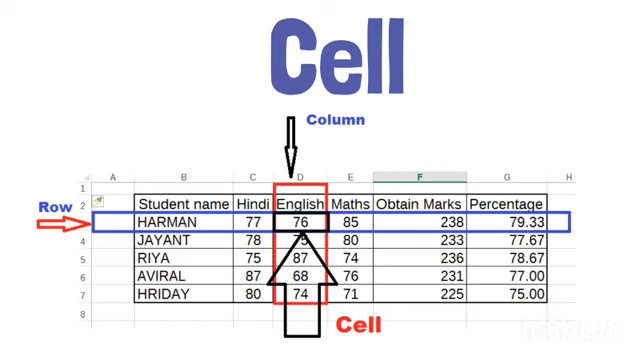 Cell
Column
A B C D E F G H
1
2 Student name Hindi English Maths Obtain Marks Percentage
Row
HARMAN 77 76 85 238 79.33
4 JAYANT 78 75 80 233 77.67
5 RIYA 75 87 74 236 78.67
6 AVIRAL 87 68 76 231 77.00
7 HRIDAY 80 74 71 225 75.00
8
Cell